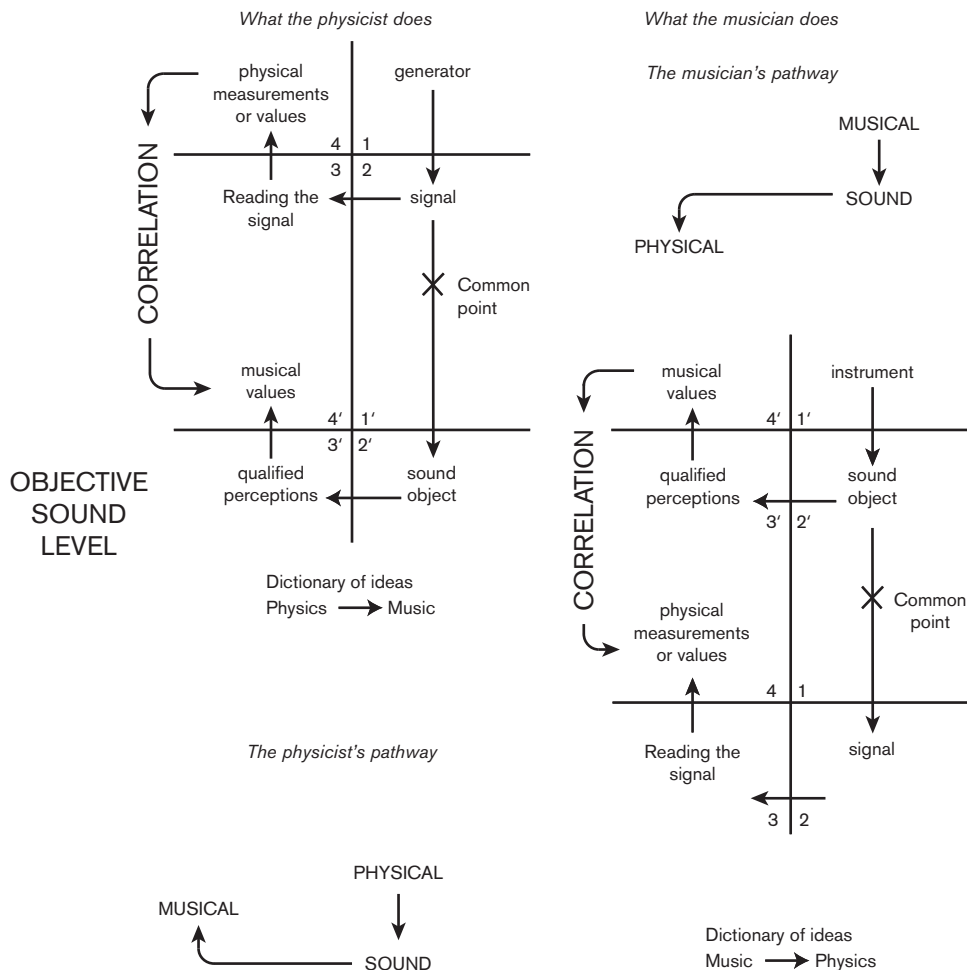 What the physicist does
physical
measurements
or values
generator
4 1
3 2
Reading the
signal
signal
CORRELATION
Common
point
musical
values
4' 1'
3' 2'
qualified
perceptions
sound
object
OBJECTIVE
SOUND
LEVEL
Dictionary of ideas
Physics Music
The physicist's pathway
PHYSICAL
MUSICAL
SOUND
What the musician does
The musician's pathway
MUSICAL
SOUND
PHYSICAL
musical
values
instrument
4' 1'
qualified
perceptions
sound
object
3' 2'
CORRELATION
Common
point
physical
measurements
or values
4 1
Reading the
signal
signal
3 2
Dictionary of ideas
Music Physics